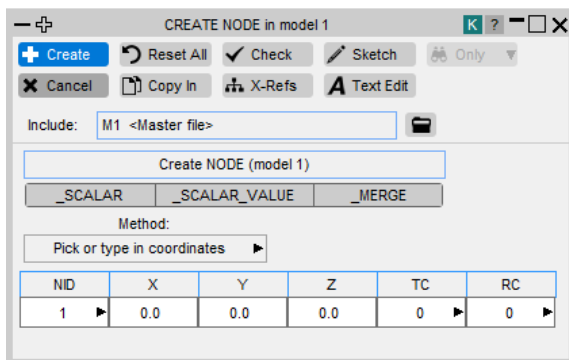 CREATE NODE in model 1 K ?
Create Reset All Check Sketch Only
Cancel Copy In X-Refs A Text Edit
Include: M1 <Master file>
Create NODE (model 1)
_SCALAR _SCALAR_VALUE _MERGE
Method:
Pick or type in coordinates
NID X Y Z TC RC
1 0.0 0.0 0.0 0 0